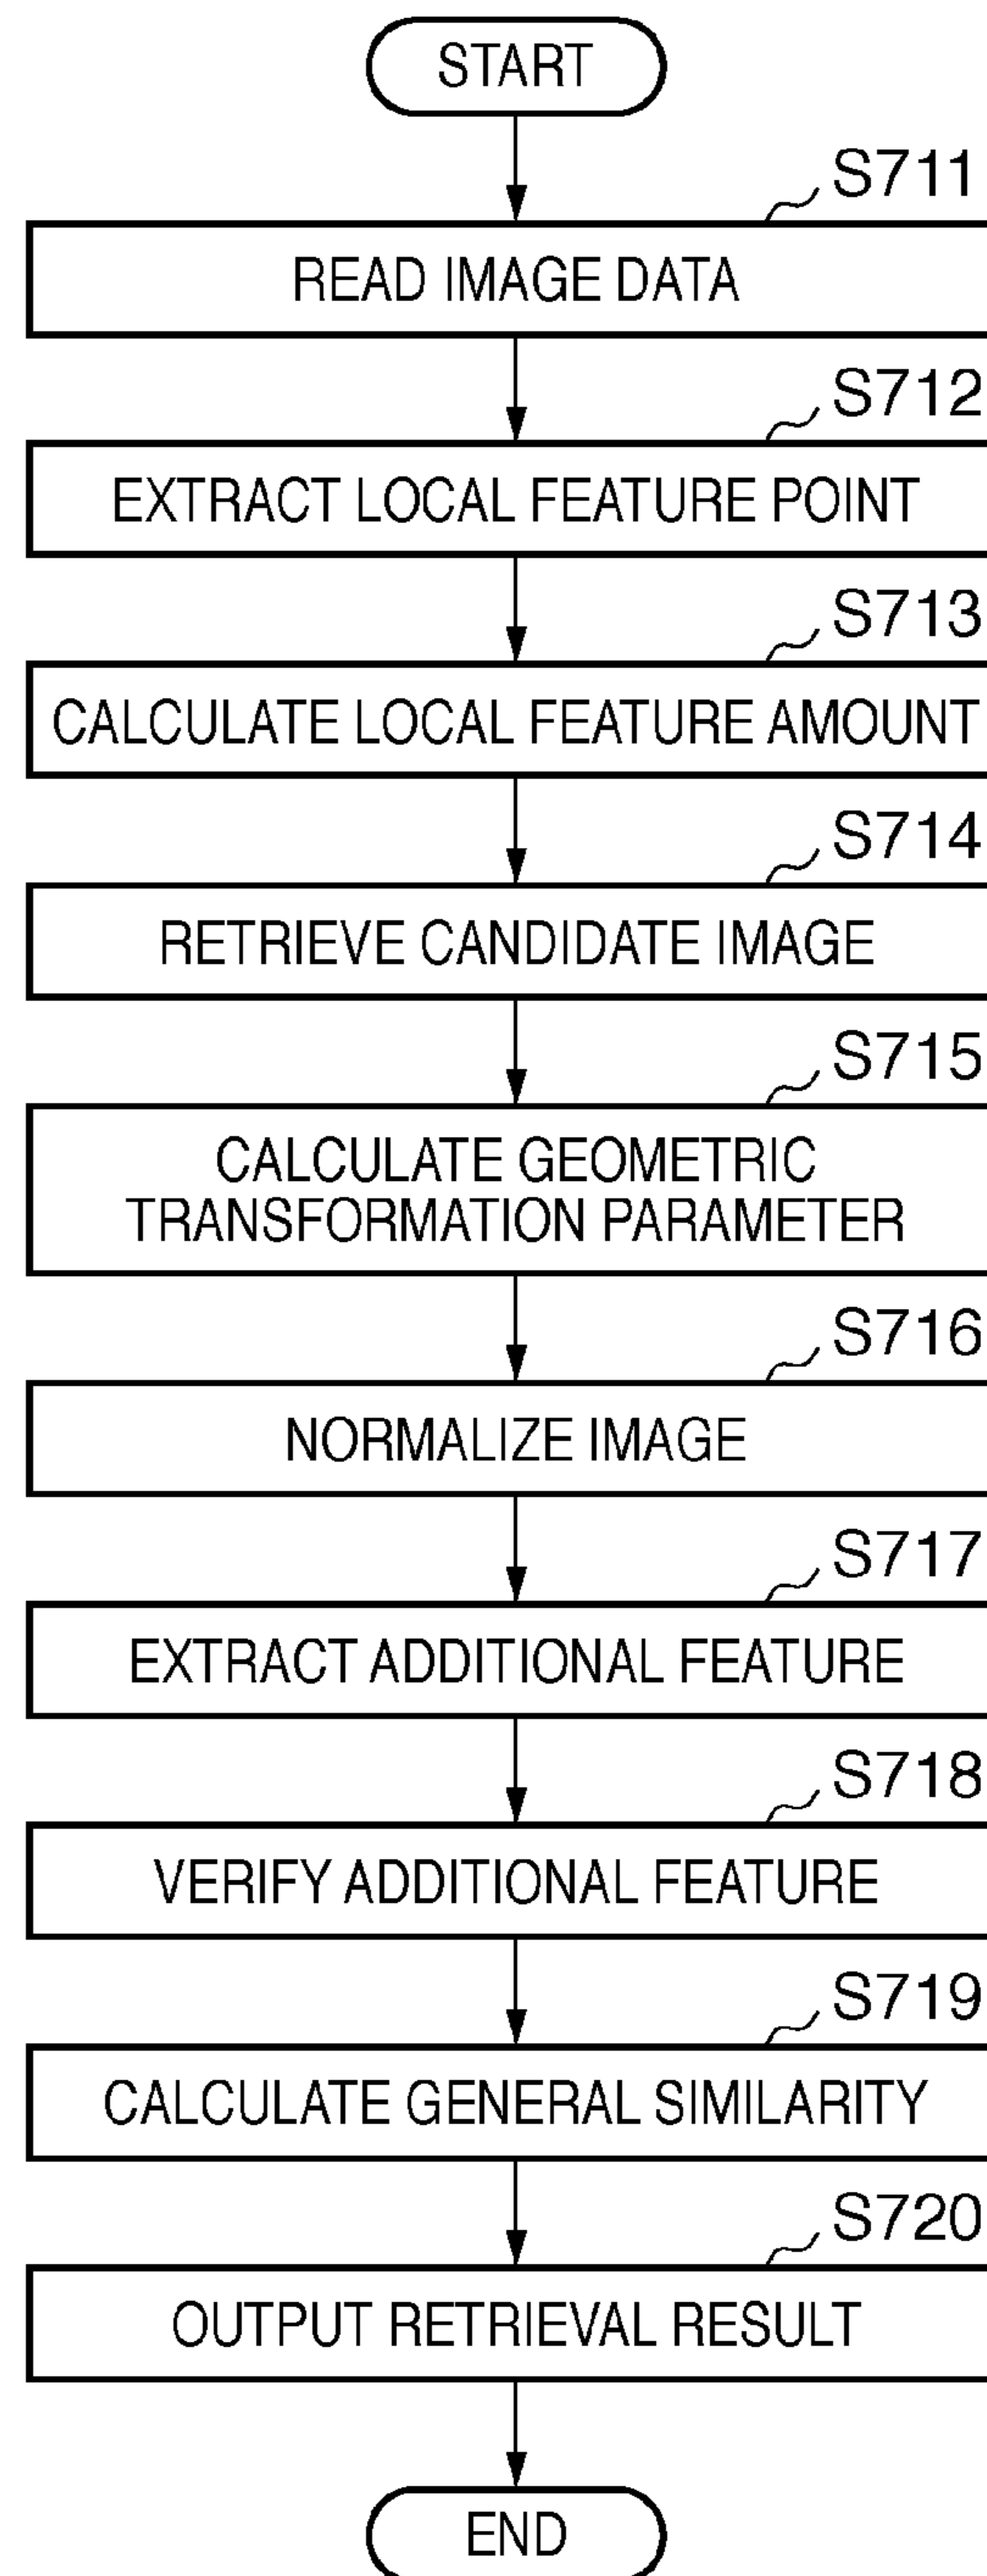 START
S711
READ IMAGE DATA
S712
EXTRACT LOCAL FEATURE POINT
S713
CALCULATE LOCAL FEATURE AMOUNT
S714
RETRIEVE CANDIDATE IMAGE
S715
CALCULATE GEOMETRIC
TRANSFORMATION PARAMETER
S716
NORMALIZE IMAGE
S717
EXTRACT ADDITIONAL FEATURE
S718
VERIFY ADDITIONAL FEATURE
S719
CALCULATE GENERAL SIMILARITY
S720
OUTPUT RETRIEVAL RESULT
END